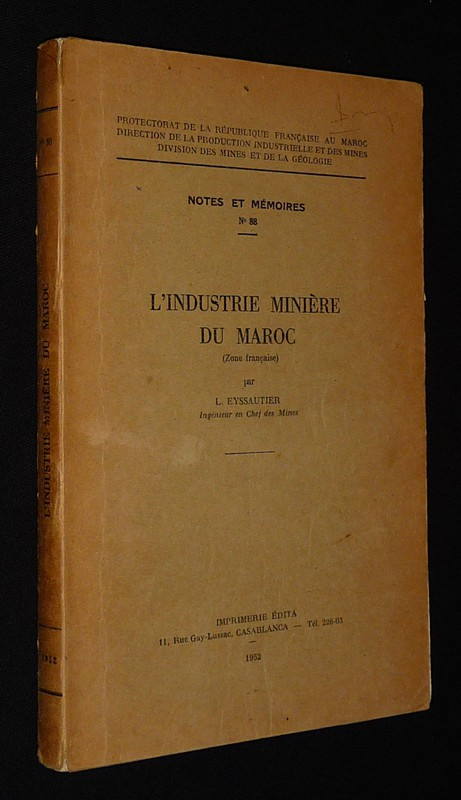 PROTECTORAT DE LA RÉPUBLIQUE FRANÇAISE AU MAROC
DIRECTION DE LA PRODUCTION INDUSTRIELLE ET DES MINES
DIVISION DES MINES ET DE LA GÉOLOGIE
NOTES ET MÉMOIRES
N° 88
L'INDUSTRIE MINIÈRE
DU MAROC
(Zone française)
par
L. EYSSAUTIER
Ingénieur en Chef des Mines
IMPRIMERIE ÉDITA
11, Rue Gay-Lussac, CASABLANCA — Tél. 226-03
1952
L'INDUSTRIE MINIÈRE DU MAROC
1952